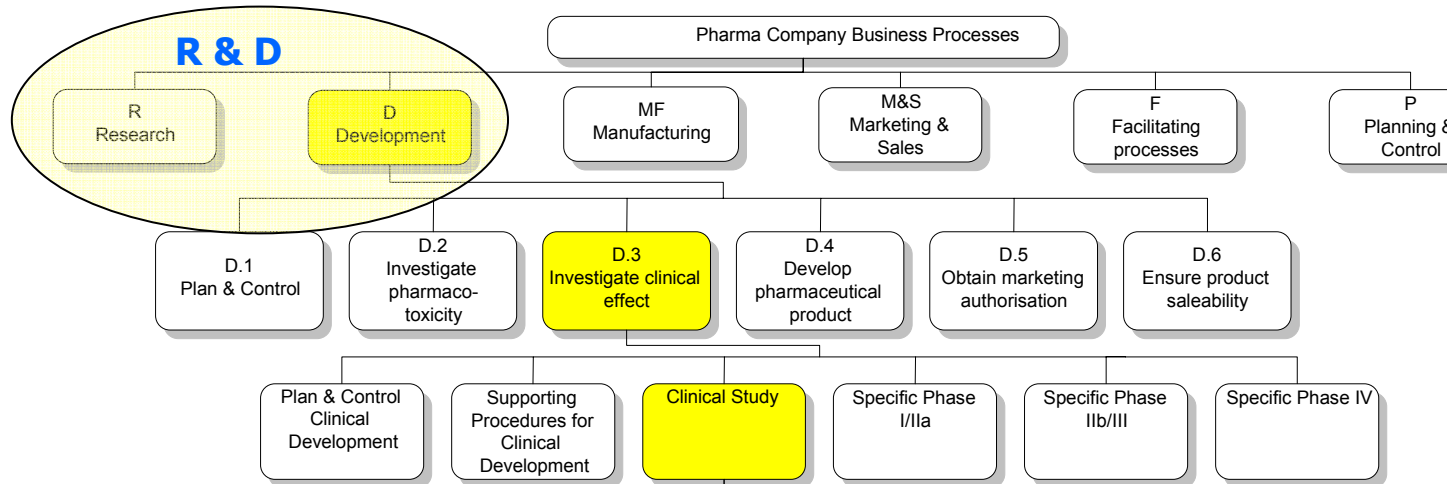 R & D
Pharma Company Business Processes
R
Research
D
Development
MF
Manufacturing
M&S
Marketing &
Sales
F
Facilitating
processes
P
Planning &
Control
D.1
Plan & Control
D.2
Investigate
pharmaco-
toxicity
D.3
Investigate clinical
effect
D.4
Develop
pharmaceutical
product
D.5
Obtain marketing
authorisation
D.6
Ensure product
saleability
Plan & Control
Clinical
Development
Supporting
Procedures for
Clinical
Development
Clinical Study
Specific Phase
I/IIa
Specific Phase
IIb/III
Specific Phase IV